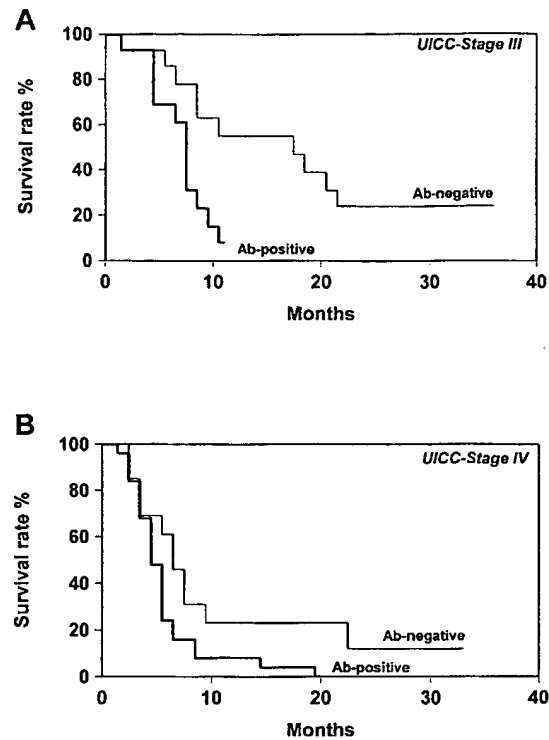 A
UICC-Stage III
Survival rate %
100
80
60
40
20
0
Ab-negative
Ab-positive
0 10 20 30 40
Months
B
UICC-Stage IV
Survival rate %
100
80
60
40
20
0
Ab-negative
Ab-positive
0 10 20 30 40
Months